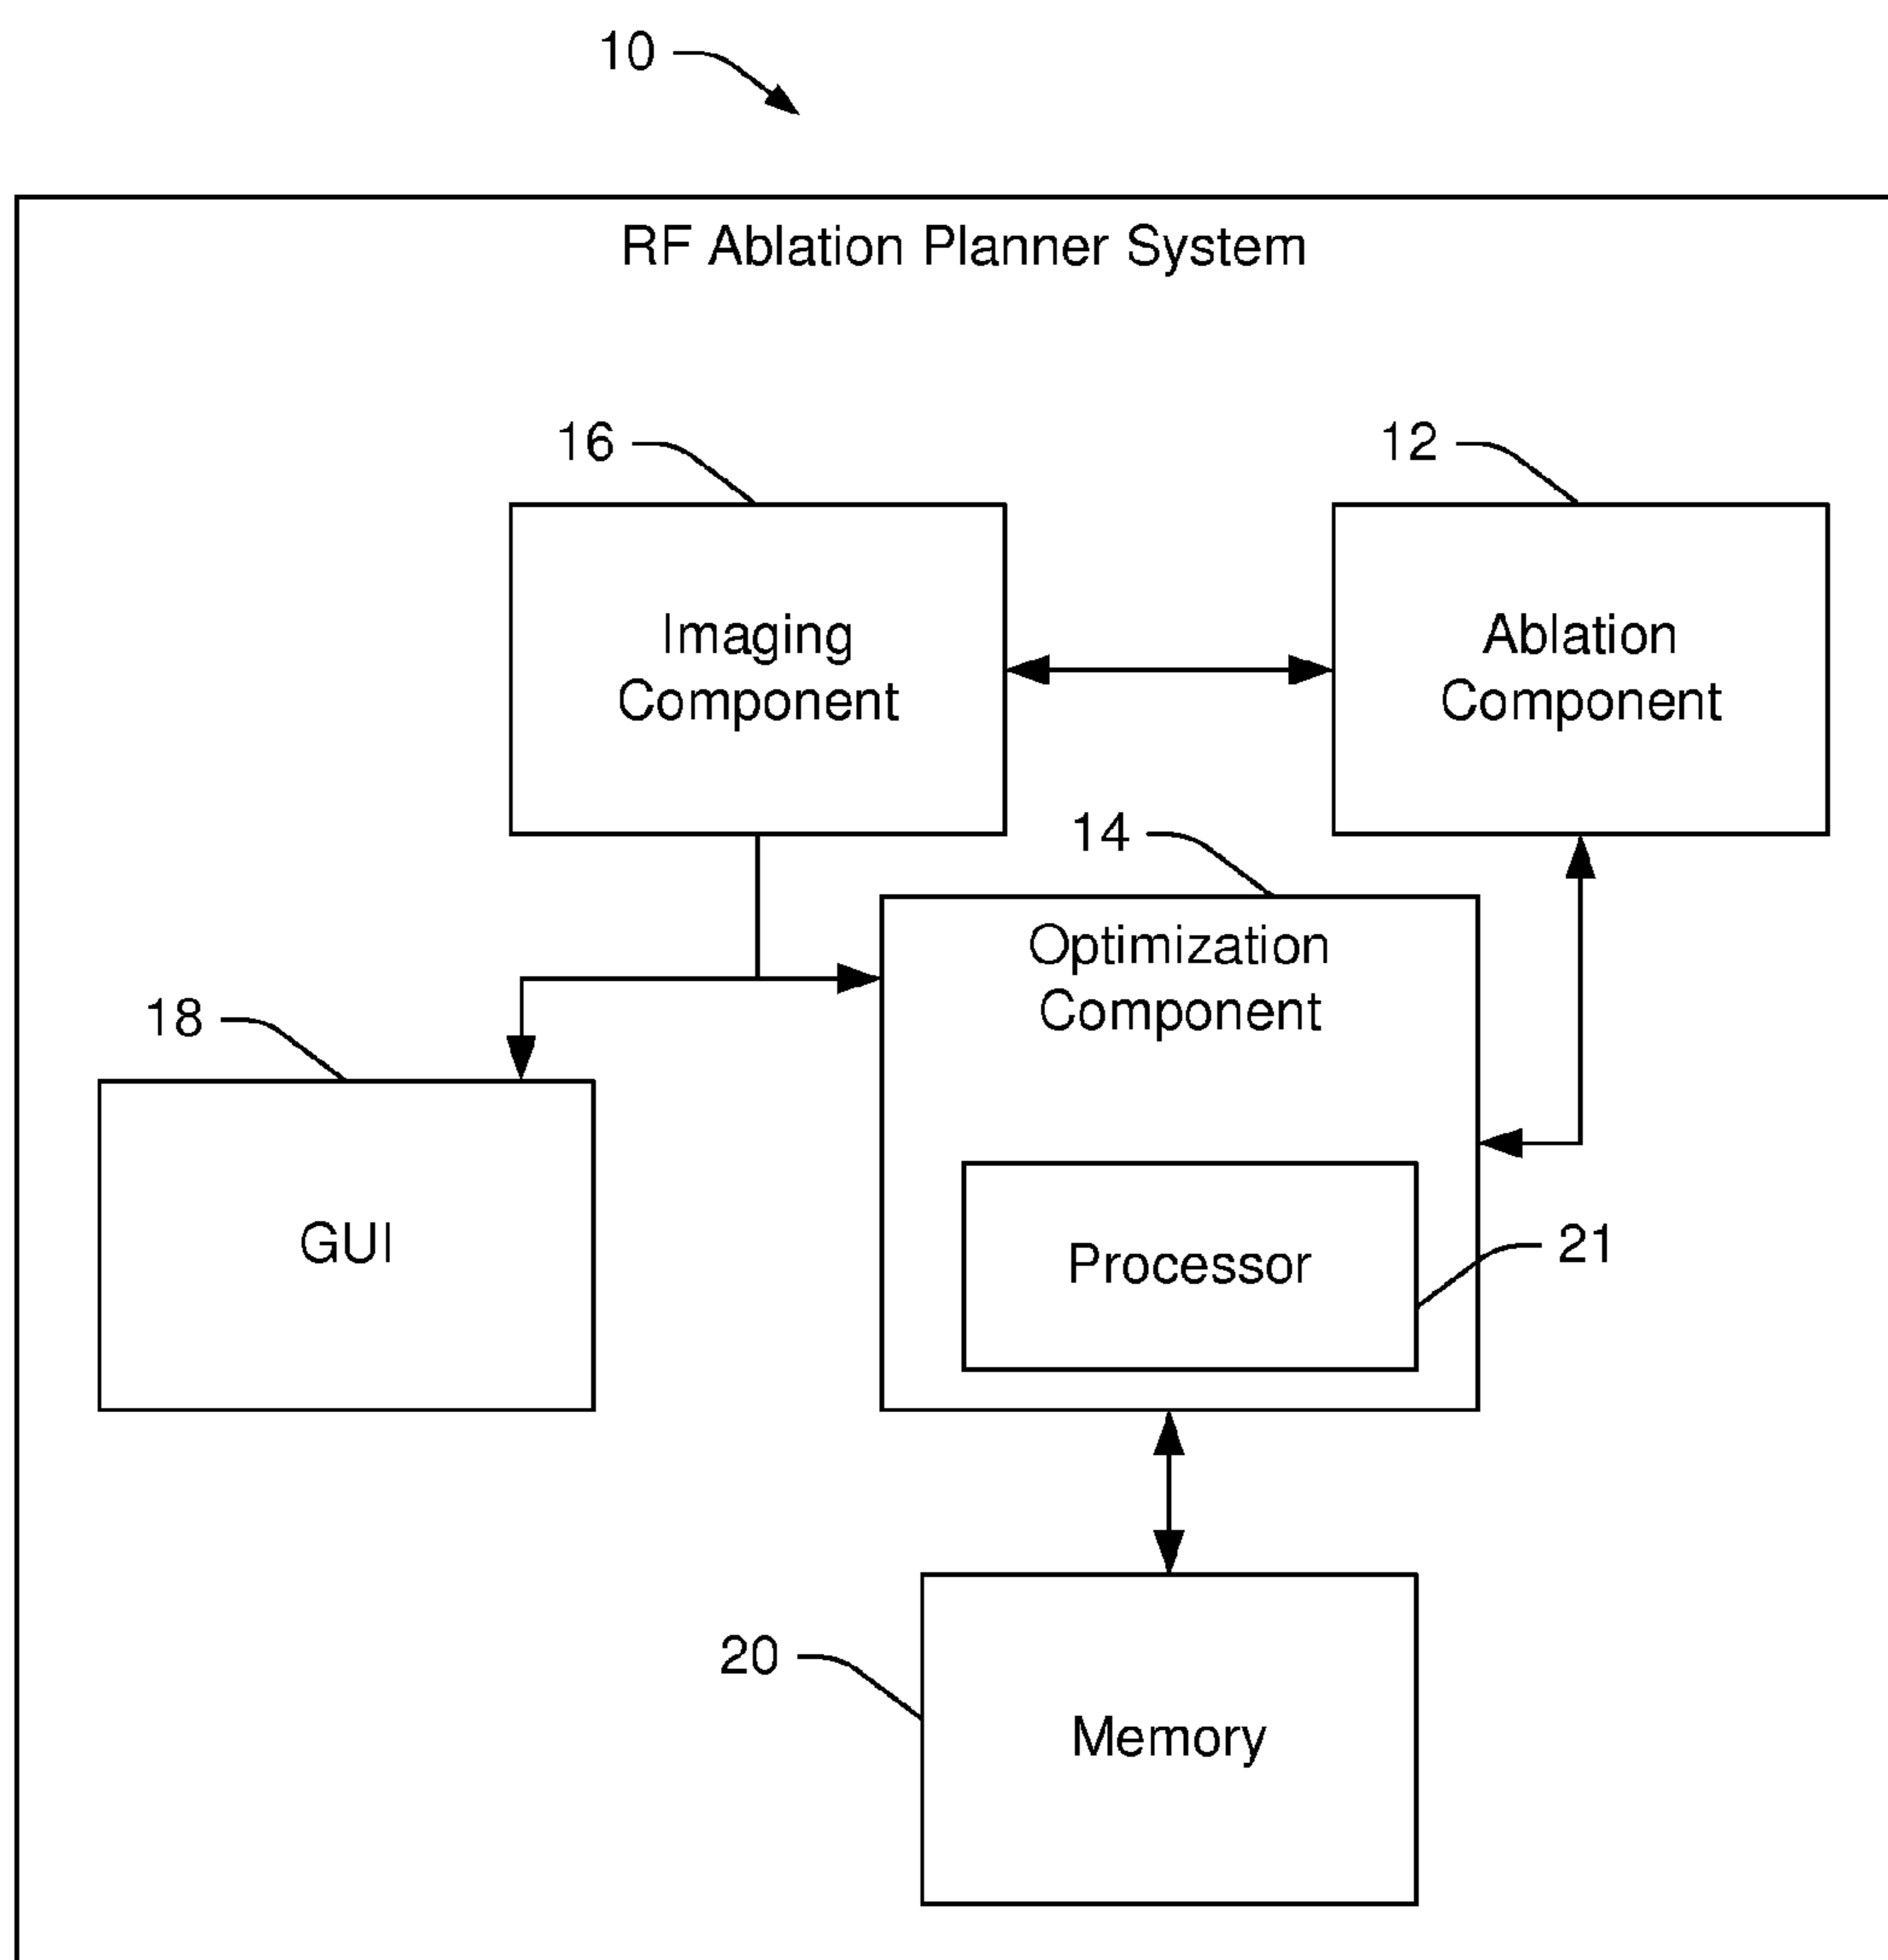 10
RF Ablation Planner System
16
12
Imaging
Component
Ablation
Component
14
Optimization
Component
18
GUI
Processor
21
20
Memory